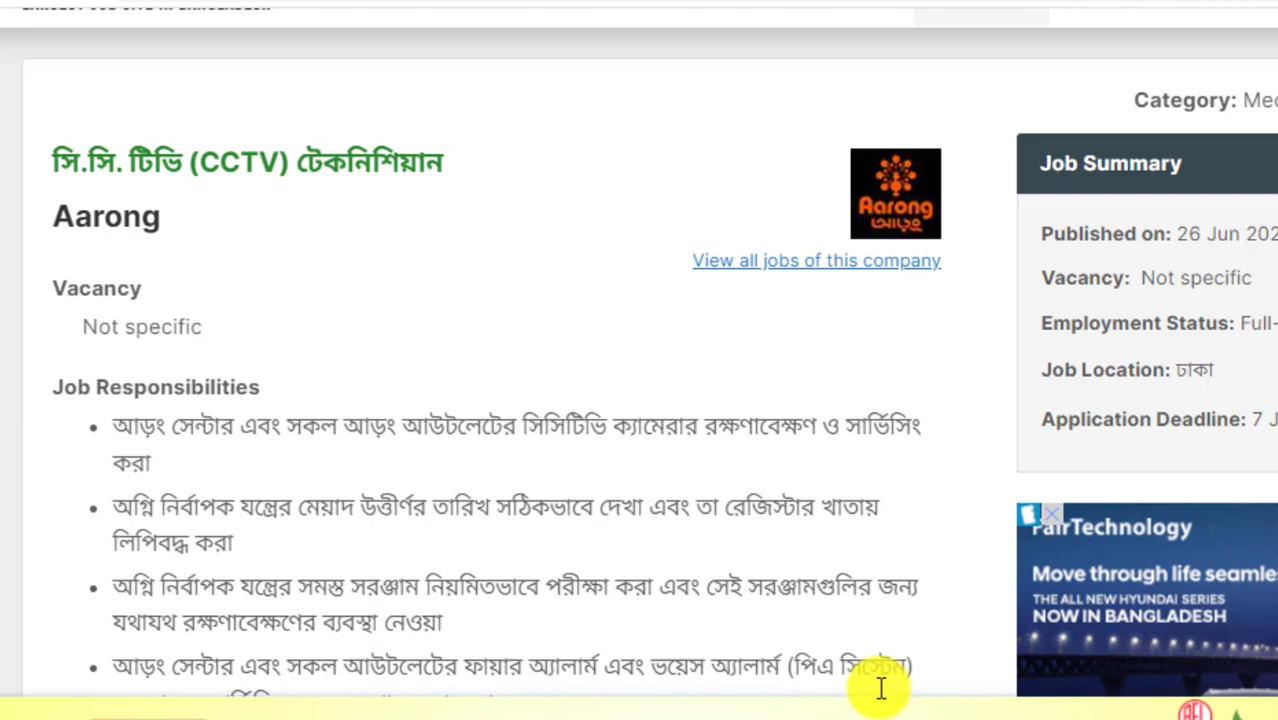 Category:
সি.সি. টিভি (CCTV) টেকনিশিয়ান
Aarong
Aarong
আড়ং
View all jobs of this company
Vacancy
Not specific
Job Responsibilities
আড়ং সেন্টার এবং সকল আড়ং আউটলেটের সিসিটিভি ক্যামেরার রক্ষণাবেক্ষণ ও সার্ভিসিং
করা
অগ্নি নির্বাপক যন্ত্রের মেয়াদ উত্তীর্ণর তারিখ সঠিকভাবে দেখা এবং তা রেজিস্টার খাতায়
লিপিবদ্ধ করা
অগ্নি নির্বাপক যন্ত্রের সমস্ত সরঞ্জাম নিয়মিতভাবে পরীক্ষা করা এবং সেই সরঞ্জামগুলির জন্য
যথাযথ রক্ষণাবেক্ষণের ব্যবস্থা নেওয়া
আড়ং সেন্টার এবং সকল আউটলেটের ফায়ার অ্যালার্ম এবং ভয়েস অ্যালার্ম (পিএ সিস্টেম)
Job Summary
Published on: 26 Jun 202
Vacancy: Not specific
Employment Status: Full-
Job Location: ঢাকা
Application Deadline: 7 J
FairTechnology
Move through life seamle
THE ALL NEW HYUNDAI SERIES
NOW IN BANGLADESH